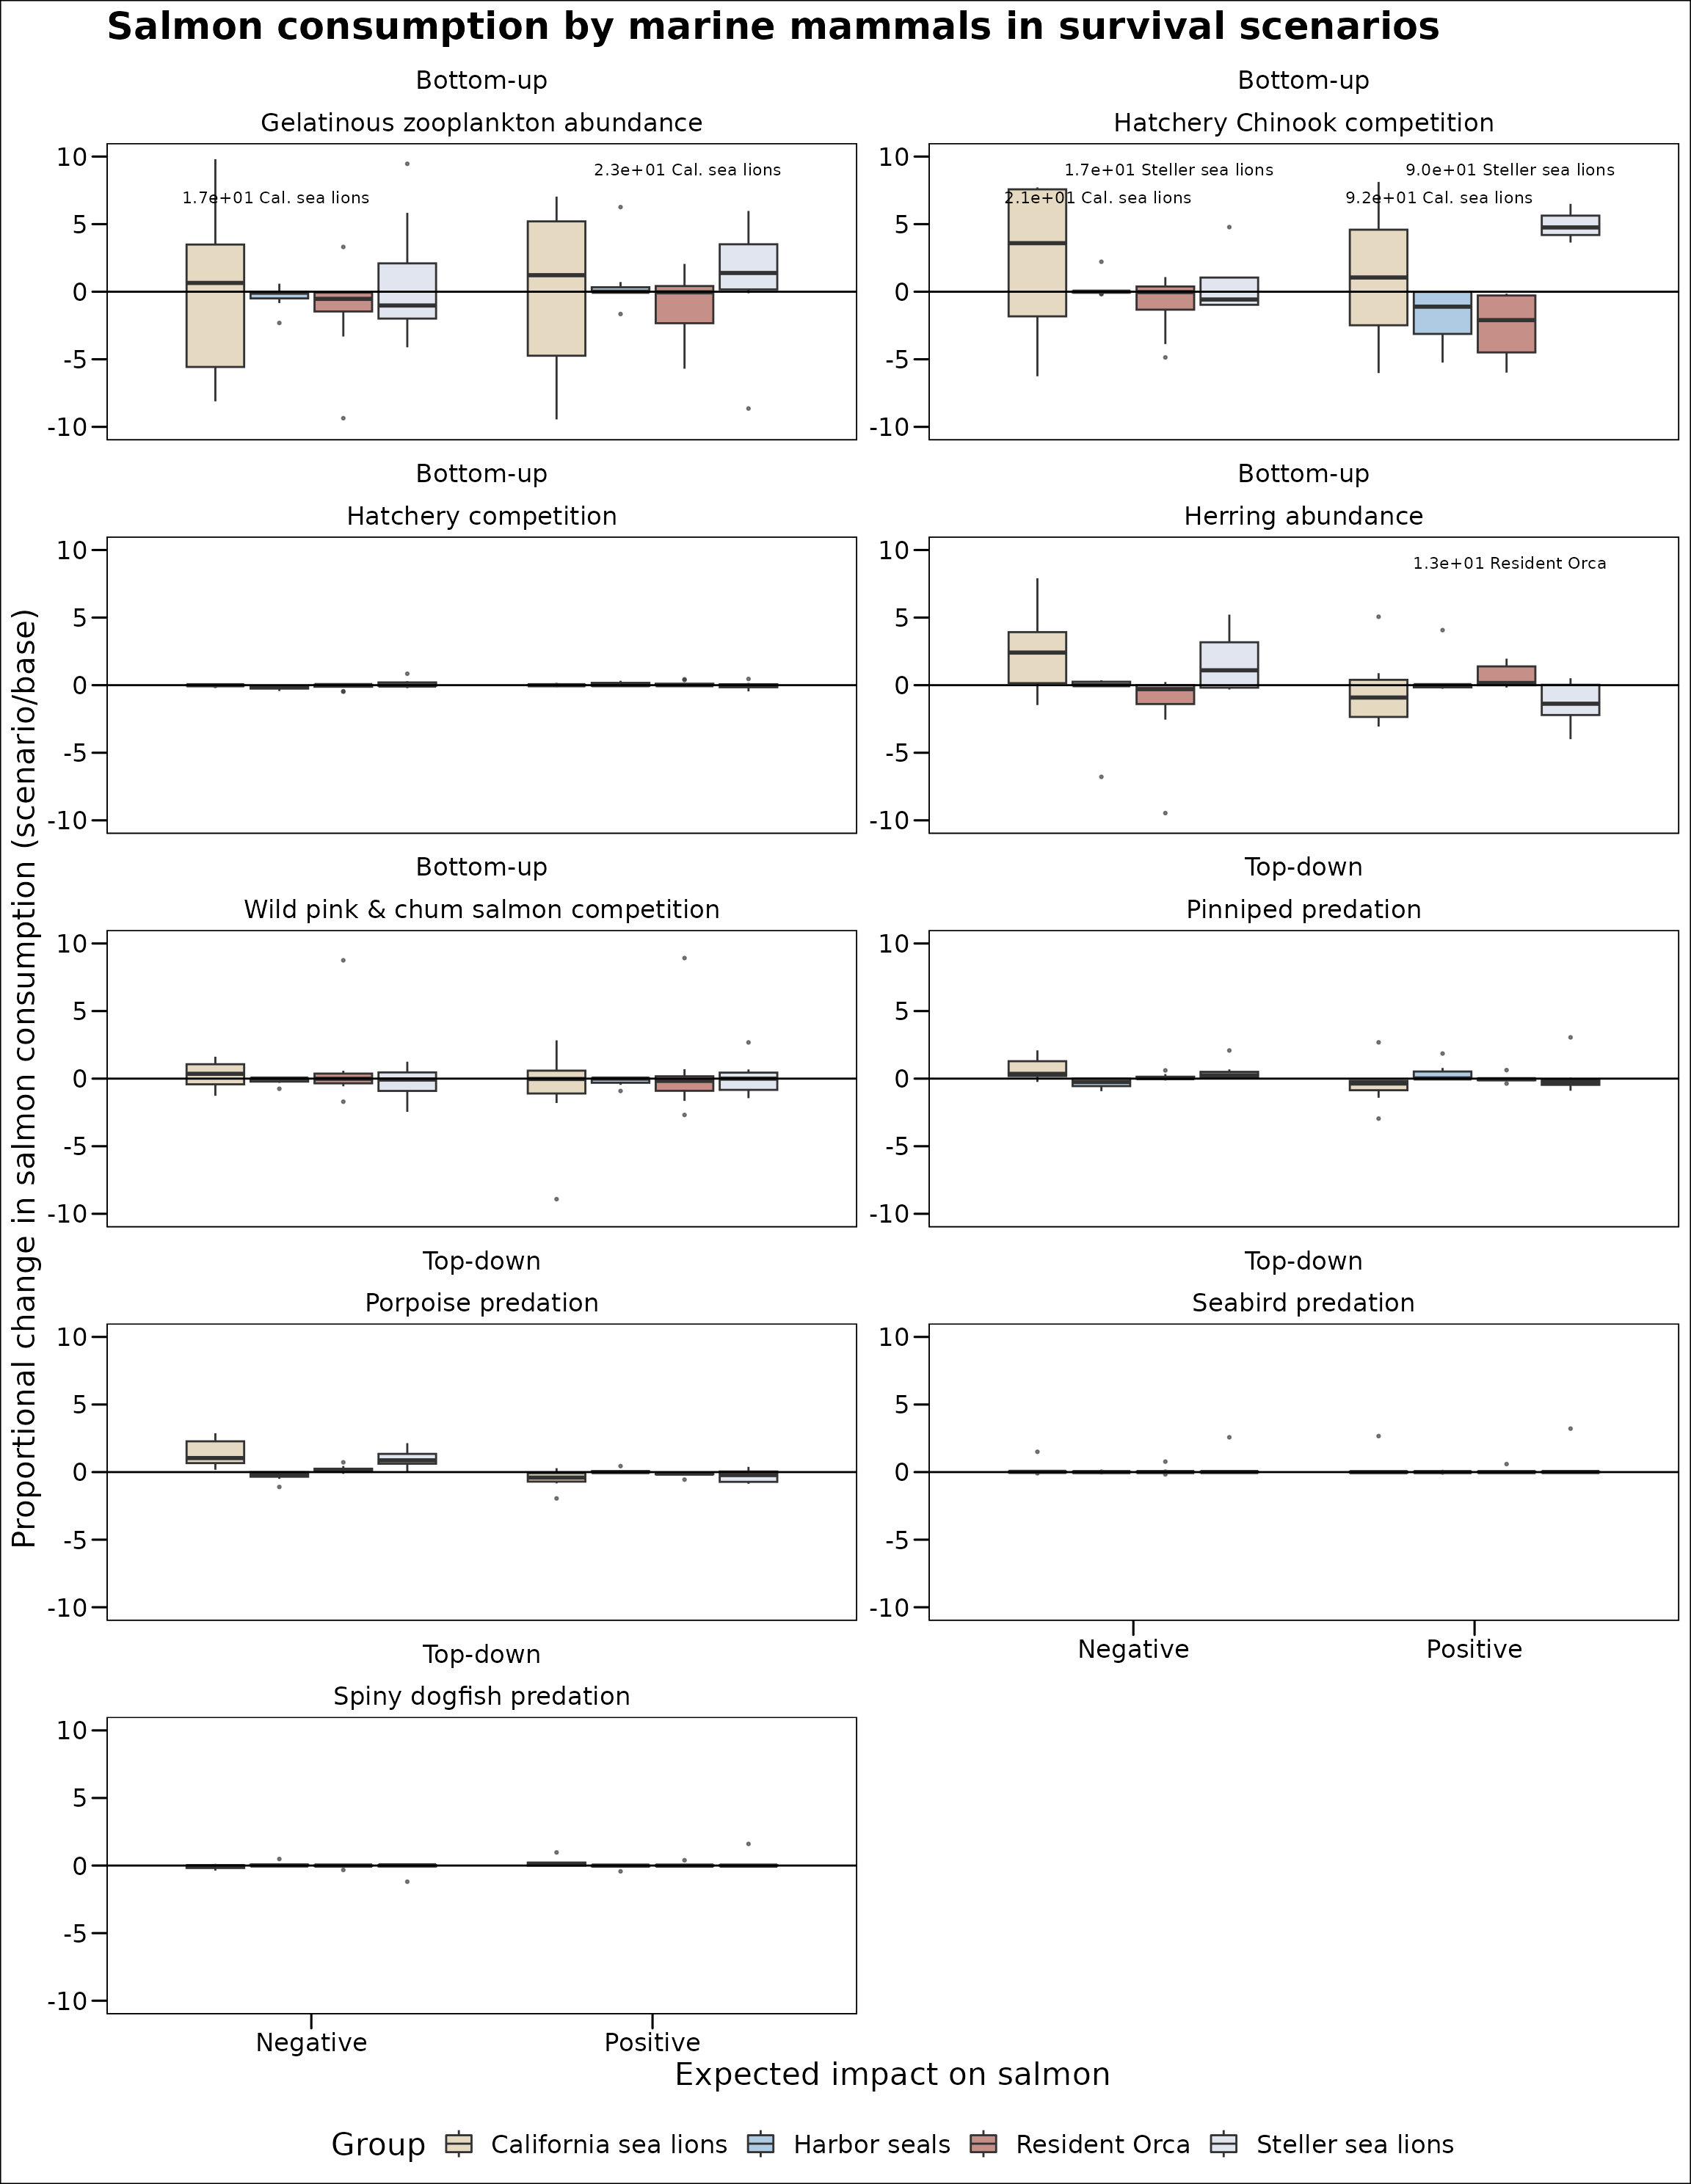 Salmon consumption by marine mammals in survival scenarios
Bottom-up
Gelatinous zooplankton abundance
10
5
0
-5
-10
2.3e+01 Cal. sea lions
1.7e+01 Cal. sea lions
Bottom-up
Hatchery Chinook competition
10
5
0
-5
-10
1.7e+01 Steller sea lions
9.0e+01 Steller sea lions
2.1e+01 Cal. sea lions
9.2e+01 Cal. sea lions
Bottom-up
Hatchery competition
10
5
0
-5
-10
Bottom-up
Herring abundance
10
5
0
-5
-10
1.3e+01 Resident Orca
Bottom-up
Wild pink & chum salmon competition
10
5
0
-5
-10
Top-down
Pinniped predation
10
5
0
-5
-10
Top-down
Porpoise predation
10
5
0
-5
-10
Top-down
Seabird predation
10
5
0
-5
-10
Negative
Positive
Top-down
Spiny dogfish predation
10
5
0
-5
-10
Negative
Positive
Proportional change in salmon consumption (scenario/base)
Expected impact on salmon
Group California sea lions Harbor seals Resident Orca Steller sea lions